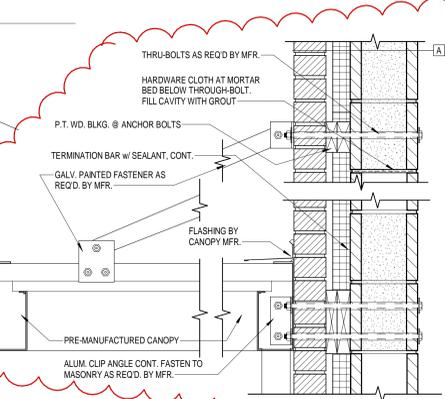 THRU-BOLTS AS REQ'D BY MFR.
A
HARDWARE CLOTH AT MORTAR
BED BELOW THROUGH-BOLT.
FILL CAVITY WITH GROUT
P.T. WD. BLKG. @ ANCHOR BOLTS
TERMINATION BAR w/ SEALANT, CONT.
GALV. PAINTED FASTENER AS
REQ'D. BY MFR.
FLASHING BY
CANOPY MFR.
PRE-MANUFACTURED CANOPY
ALUM. CLIP ANGLE CONT. FASTEN TO
MASONRY AS REQ'D. BY MFR.